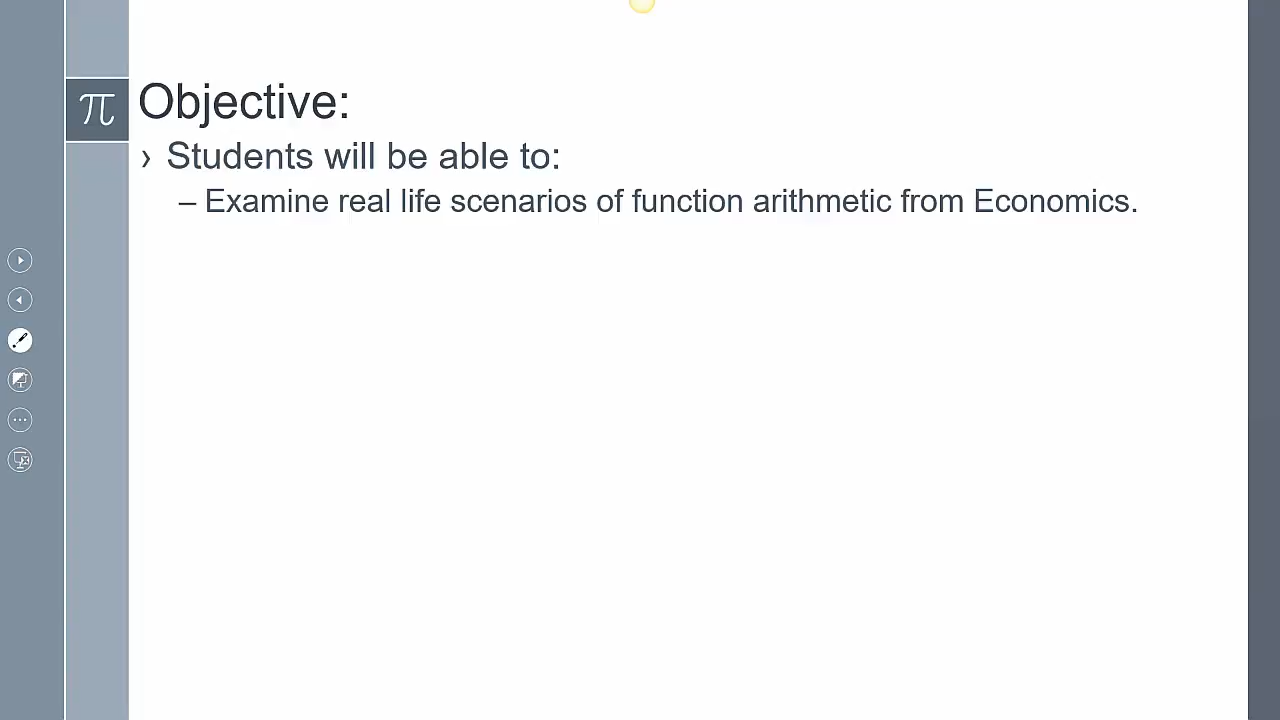 π
Objective:
› Students will be able to:
– Examine real life scenarios of function arithmetic from Economics.